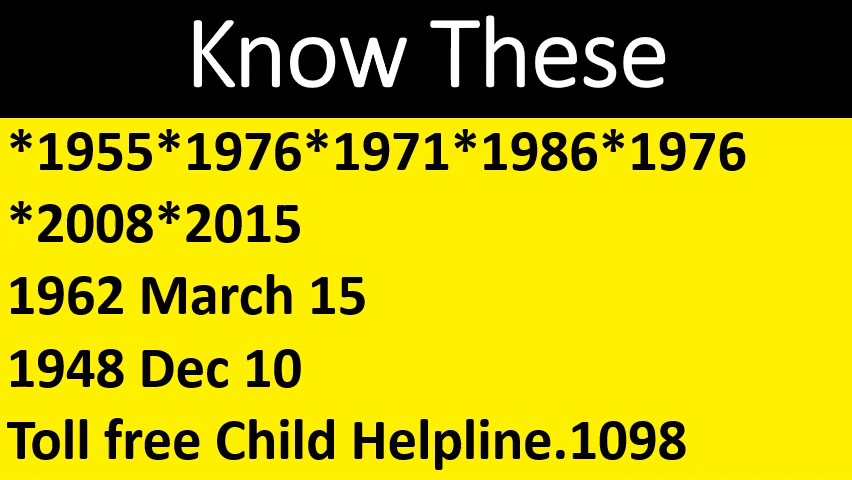 Know These
*1955*1976*1971*1986*1976
*2008*2015
1962 March 15
1948 Dec 10
Toll free Child Helpline.1098